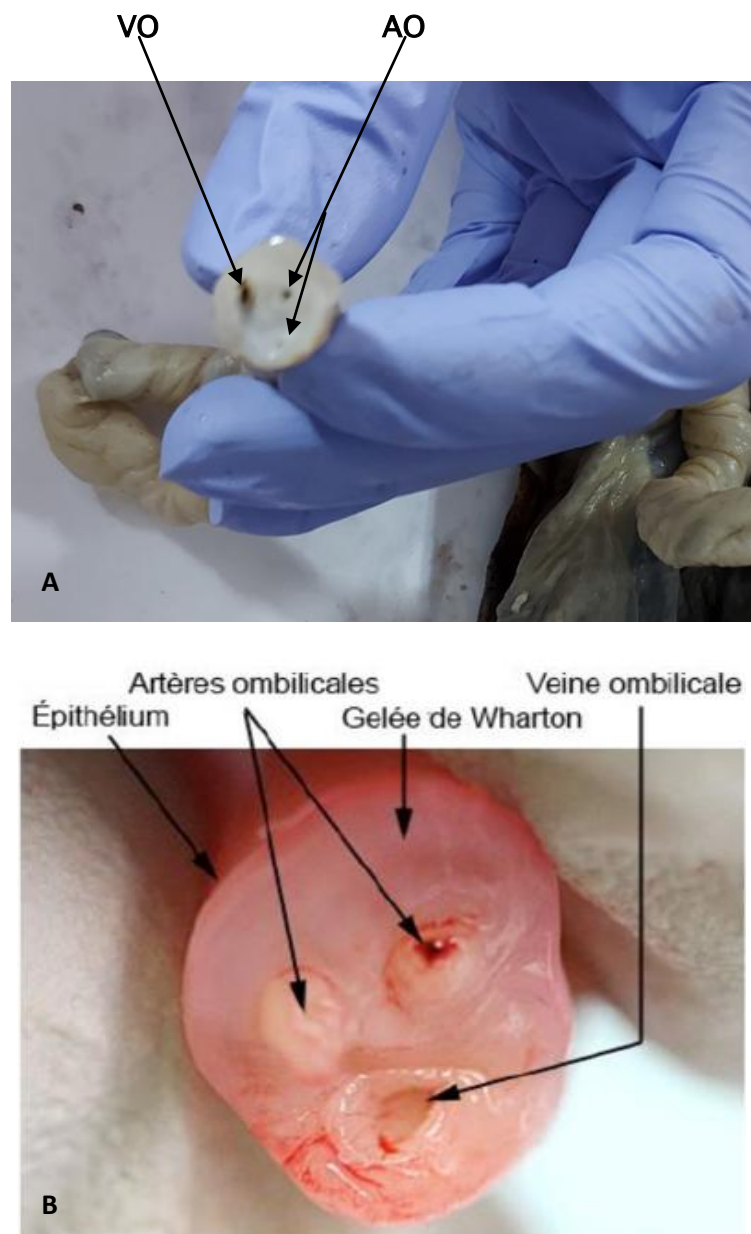 VO AO
A
Artères ombilicales Veine ombilicale
Épithélium Gelée de Wharton
B